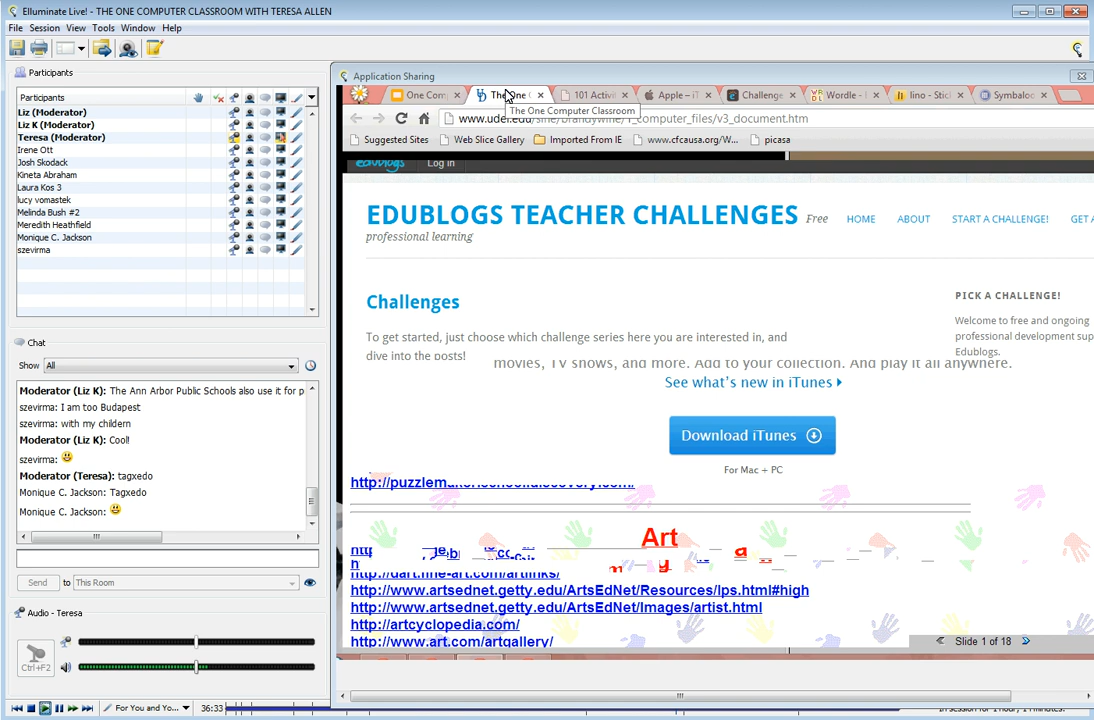 Elluminate Live! - THE ONE COMPUTER CLASSROOM WITH TERESA ALLEN
File Session View Tools Window Help
Participants
Participants
Liz (Moderator)
Liz K (Moderator)
Teresa (Moderator)
Irene Ott
Josh Skodack
Kineta Abraham
Laura Kos 3
lucy vomastek
Melinda Bush #2
Meredith Heathfield
Monique C. Jackson
szevirma
Chat
Show All
Moderator (Liz K): The Ann Arbor Public Schools also use it for p
szevirma: I am too Budapest
szevirma: with my childern
Moderator (Liz K): Cool!
szevirma:
Moderator (Teresa): tagxedo
Monique C. Jackson: Tagxedo
Monique C. Jackson:
Send to This Room
Audio - Teresa
Ctrl+F2
For You and Yo... 36:33
Application Sharing
One Com The One 101 Activi Apple – iT Challenge Wordle - lino - Stic Symbaloc
The One Computer Classroom
www.udel.edu computer_files/v3_document.htm
Suggested Sites Web Slice Gallery Imported From IE www.cfcausa.org/W... picasa
edublogs Log In
EDUBLOGS TEACHER CHALLENGES Free HOME ABOUT START A CHALLENGE! GET A
professional learning
Challenges
PICK A CHALLENGE!
To get started, just choose which challenge series here you are interested in, and
dive into the posts!
Welcome to free and ongoing
professional development sup
Edublogs.
movies, TV shows, and more. Add to your collection. And play it all anywhere.
See what's new in iTunes
Download iTunes
For Mac + PC
Art
http://www.artsednet.getty.edu/ArtsEdNet/Resources/lps.html#high
http://www.artsednet.getty.edu/ArtsEdNet/Images/artist.html
http://artcyclopedia.com/
http://www.art.com/artgallery/
Slide 1 of 18